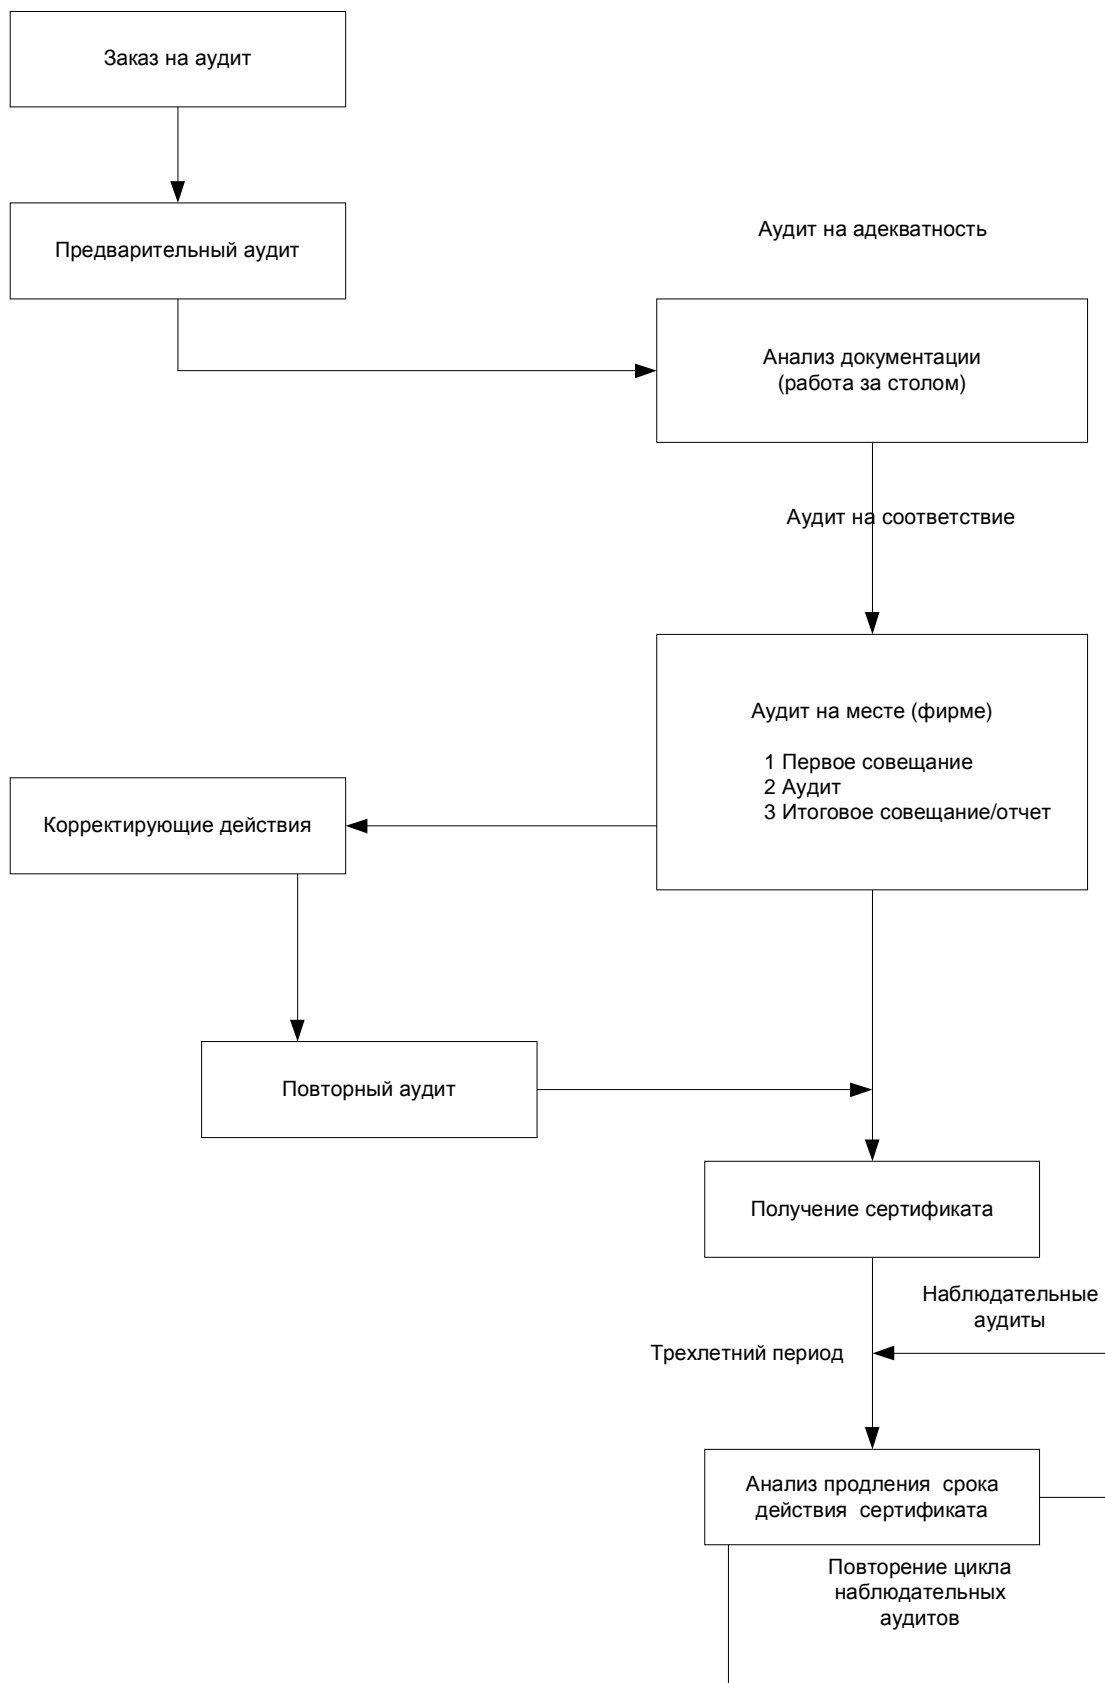 Заказ на аудит
Предварительный аудит
Аудит на адекватность
Анализ документации
(работа за столом)
Аудит на соответствие
Аудит на месте (фирме)
1 Первое совещание
2 Аудит
3 Итоговое совещание/отчет
Корректирующие действия
Повторный аудит
Получение сертификата
Наблюдательные
аудиты
Трехлетний период
Анализ продления срока
действия сертификата
Повторение цикла
наблюдательных
аудитов